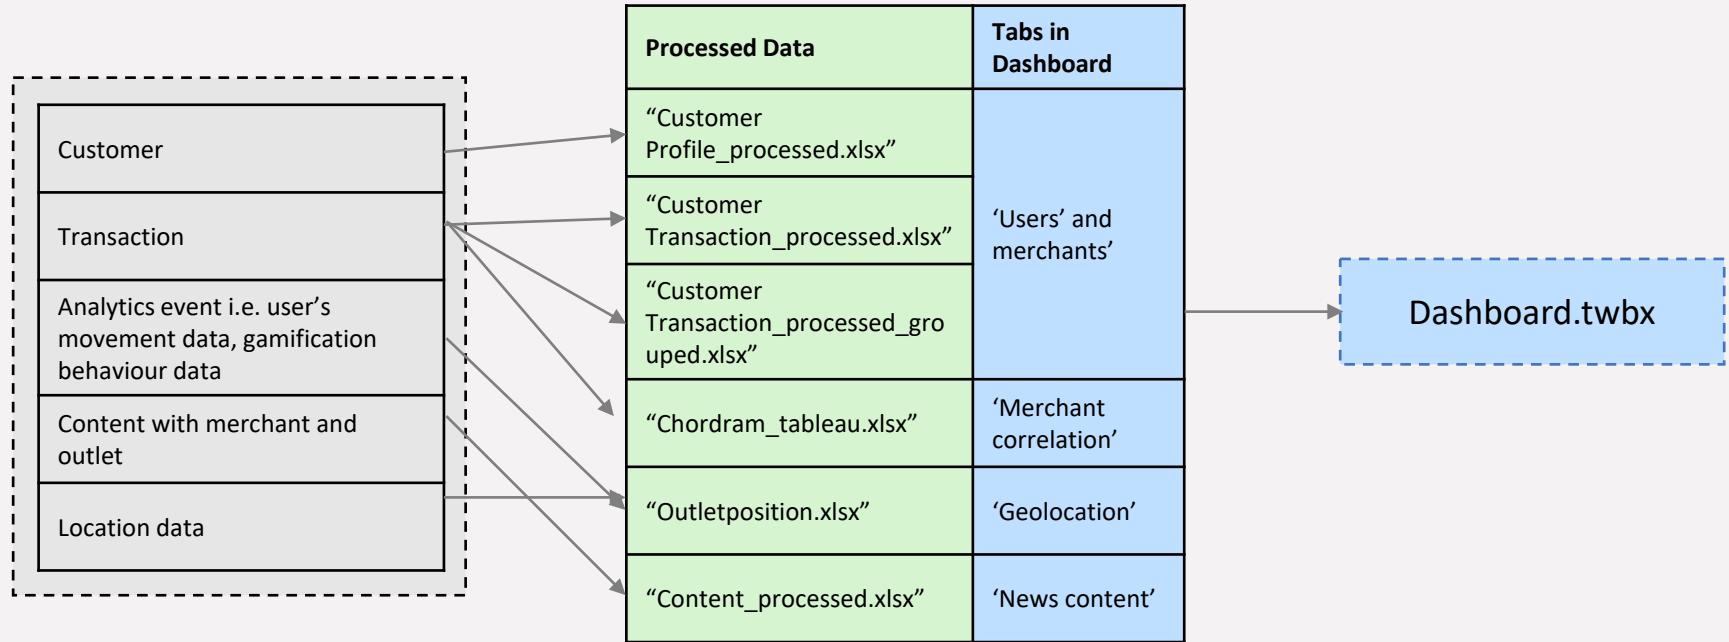 Customer
Transaction
Analytics event i.e. user’s
movement data, gamification
behaviour data
Content with merchant and
outlet
Location data
Processed Data
Tabs in
Dashboard
“Customer
Profile_processed.xlsx”
“Customer
Transaction_processed.xlsx”
“Customer
Transaction_processed_gro
uped.xlsx”
‘Users’ and
merchants’
“Chordram_tableau.xlsx”
‘Merchant
correlation’
“Outletposition.xlsx”
‘Geolocation’
“Content_processed.xlsx”
‘News content’
Dashboard.twbx